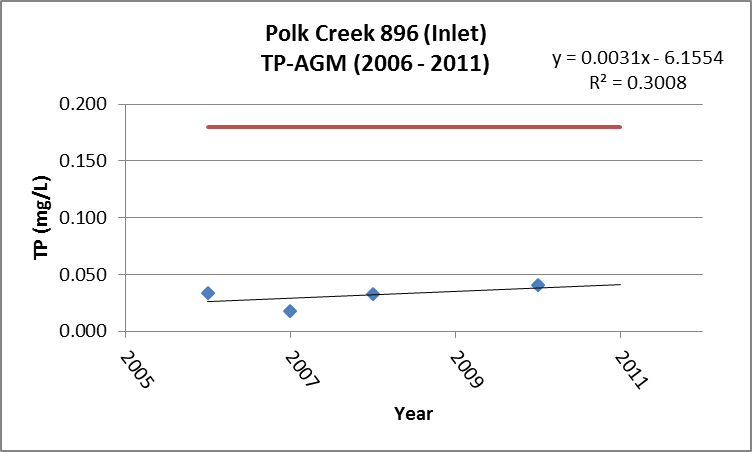 Polk Creek 896 (Inlet)
TP-AGM (2006 - 2011)
y = 0.0031x - 6.1554
R² = 0.3008
TP (mg/L)
0.200
0.150
0.100
0.050
0.000
2005
2007
2009
2011
Year